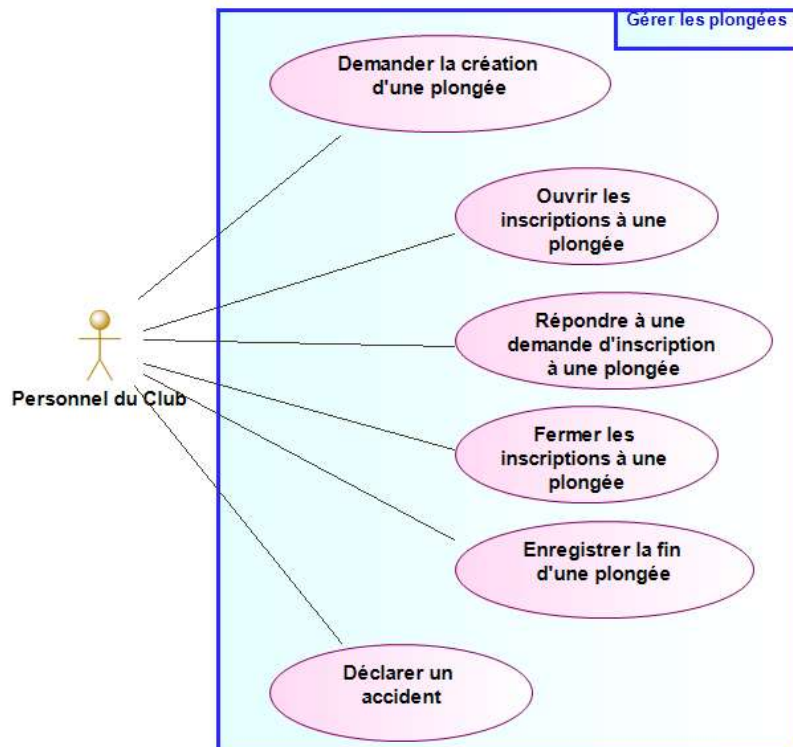 Gérer les plongées
Demander la création
d'une plongée
Ouvrir les
inscriptions à une
plongée
Répondre à une
demande d'inscription
à une plongée
Personnel du Club
Fermer les
inscriptions à une
plongée
Enregistrer la fin
d'une plongée
Déclarer un
accident